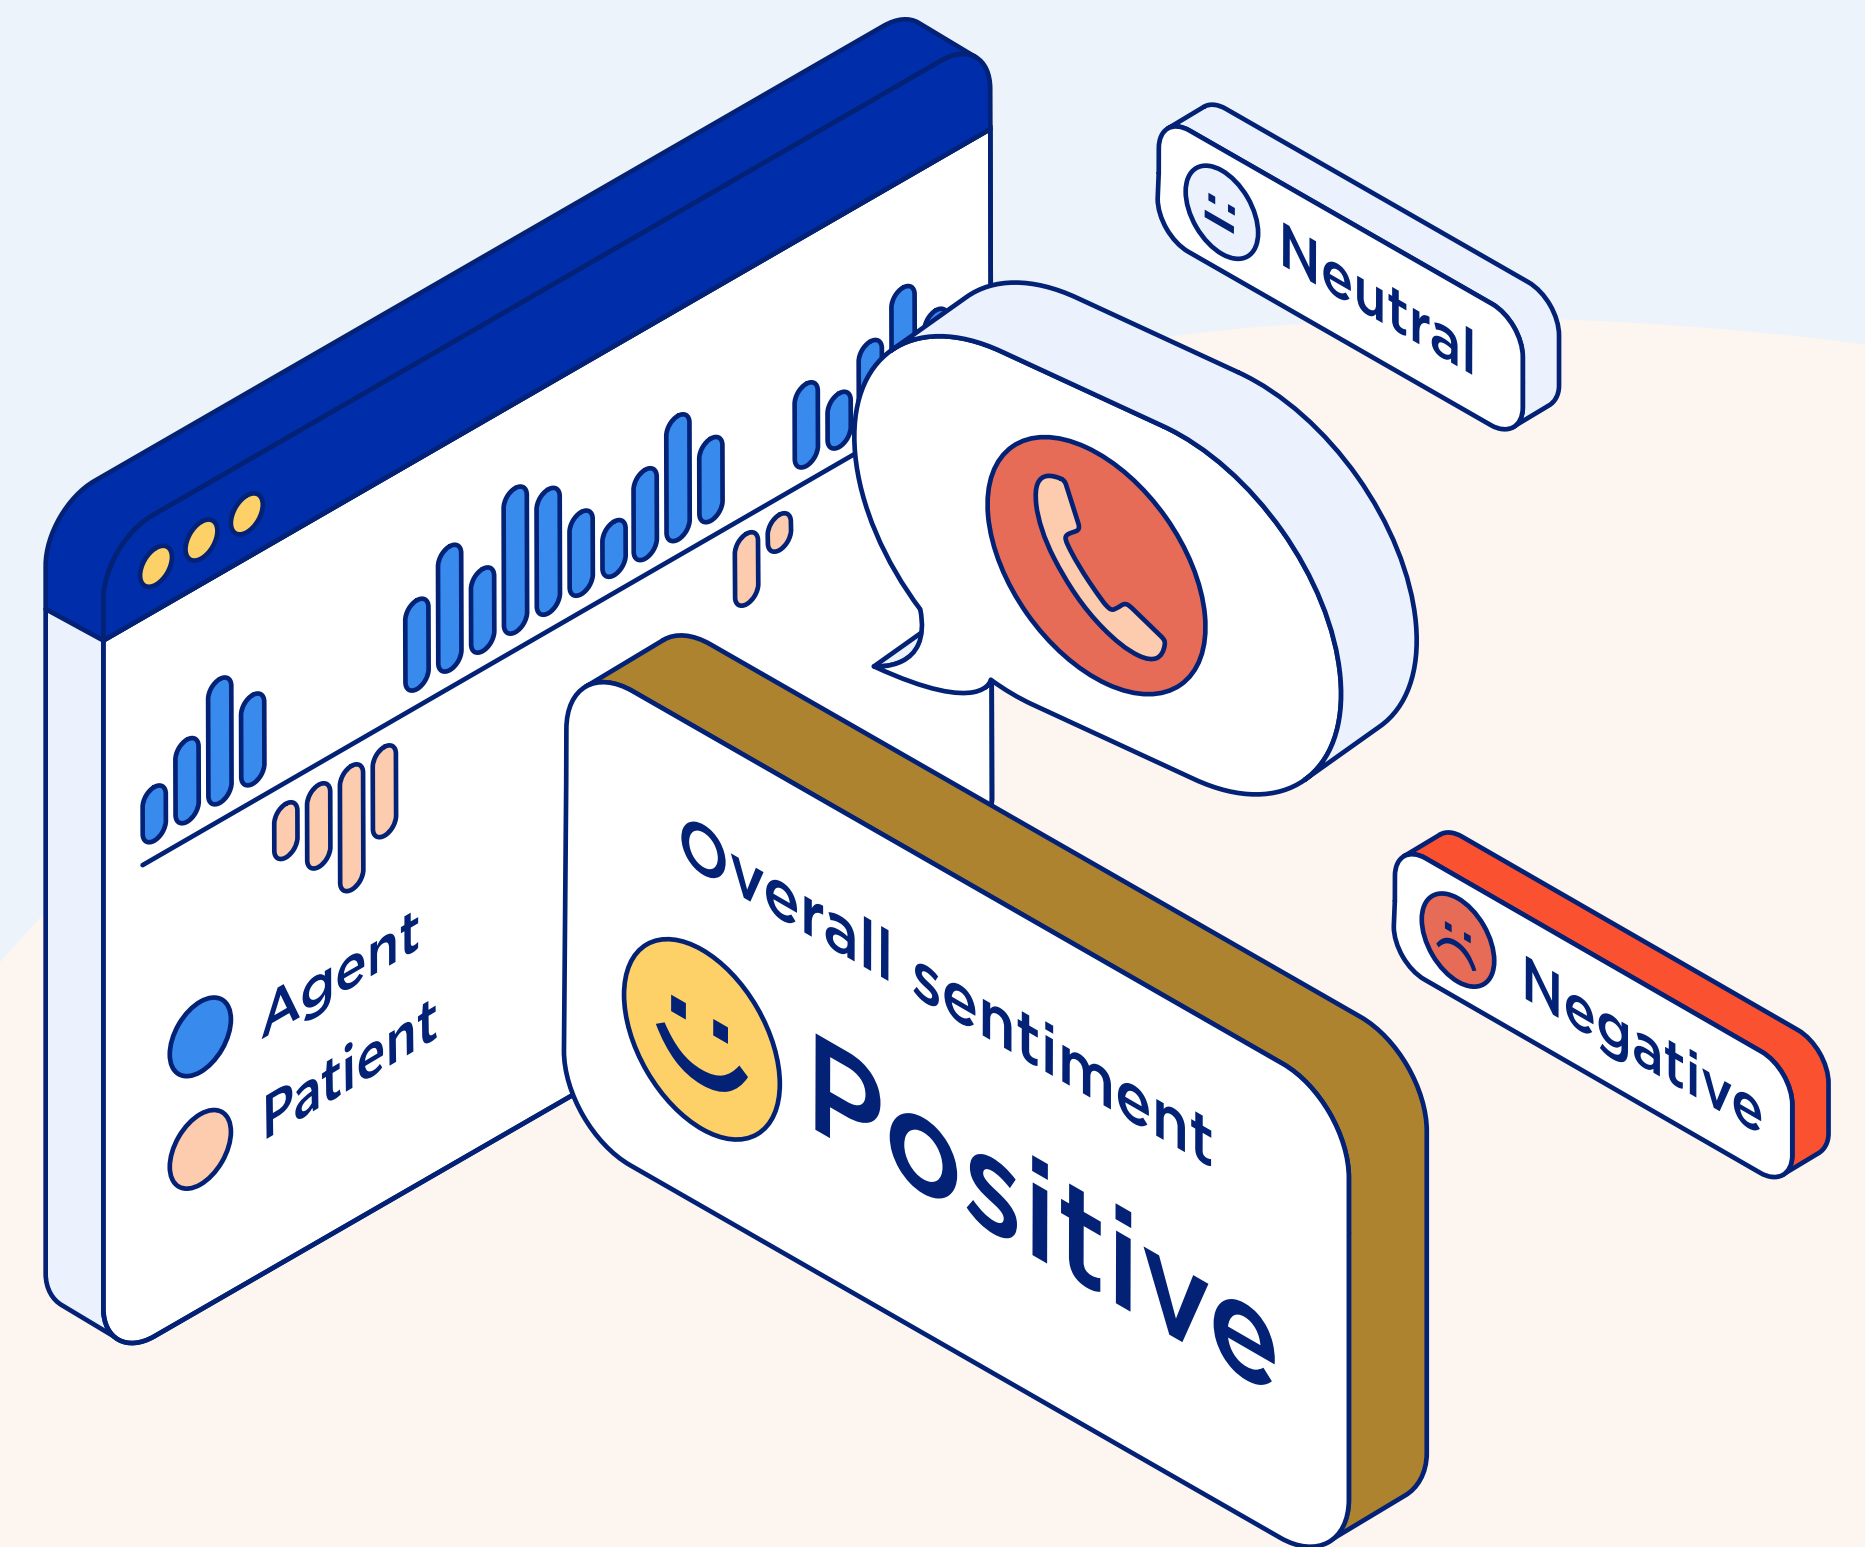 Neutral
Agent
Patient
Overall sentiment
Positive
Negative